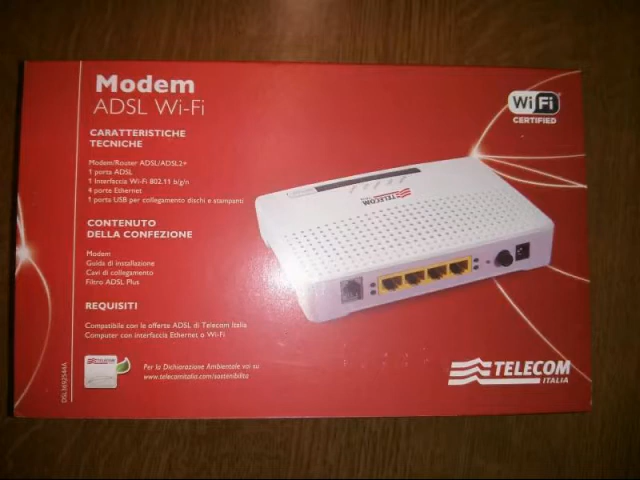 Modem
ADSL Wi-Fi
CARATTERISTICHE
TECNICHE
Modem/Router ADSL/ADSL2+
1 porta ADSL
1 Interfaccia Wi-Fi 802.11 b/g/n
4 porte Ethernet
1 porta USB per collegamento dischi e stampanti
CONTENUTO
DELLA CONFEZIONE
Modem
Guida di installazione
Cavi di collegamento
Filtro ADSL Plus
REQUISITI
Compatibile con le offerte ADSL di Telecom Italia
Computer con interfaccia Ethernet o Wi-Fi
Per la Dichiarazione Ambientale vai su
www.telecomitalia.com/sostenibilita
Wi Fi
CERTIFIED
TELECOM
TELECOM
ITALIA